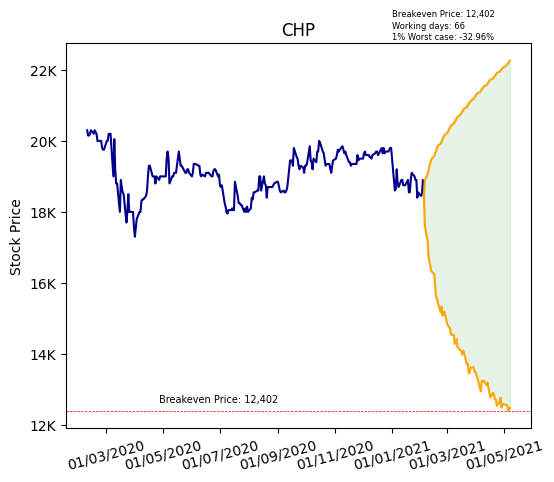 Breakeven Price: 12,402
Working days: 66
1% Worst case: -32.96%
CHP
Stock Price
22K
20K
18K
16K
14K
12K
Breakeven Price: 12,402
01/03/2020 01/05/2020 01/07/2020 01/09/2020 01/11/2020 01/01/2021 01/03/2021 01/05/2021